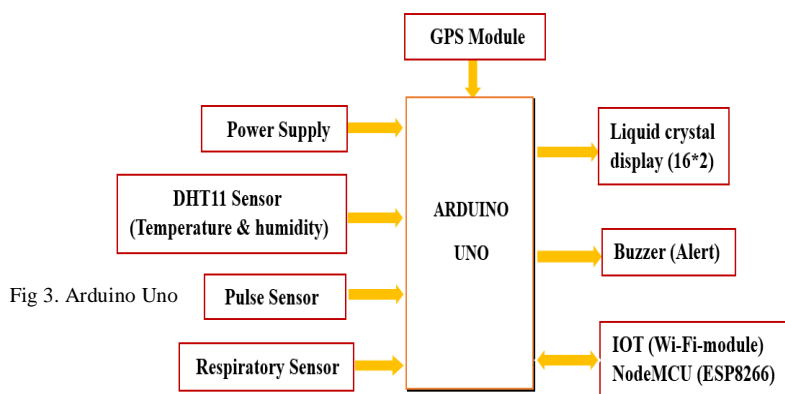 GPS Module
Power Supply
DHT11 Sensor
(Temperature & humidity)
Fig 3. Arduino Uno
Pulse Sensor
Respiratory Sensor
ARDUINO
UNO
Liquid crystal
display (16*2)
Buzzer (Alert)
IOT (Wi-Fi-module)
NodeMCU (ESP8266)